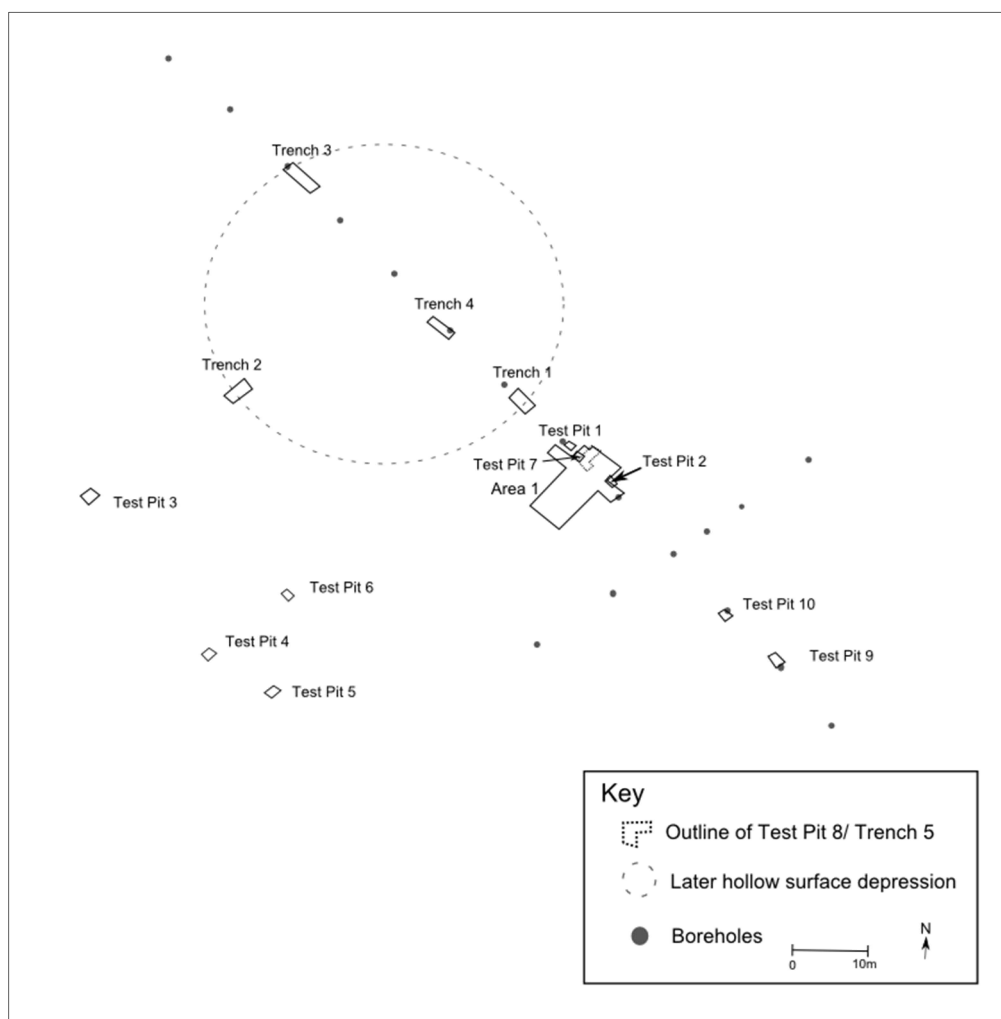 Trench 3
Trench 4
Trench 2
Trench 1
Test Pit 1
Test Pit 7
Test Pit 2
Area 1
Test Pit 3
Test Pit 6
Test Pit 10
Test Pit 4
Test Pit 9
Test Pit 5
Key
Outline of Test Pit 8/ Trench 5
Later hollow surface depression
Boreholes
N
0
10m